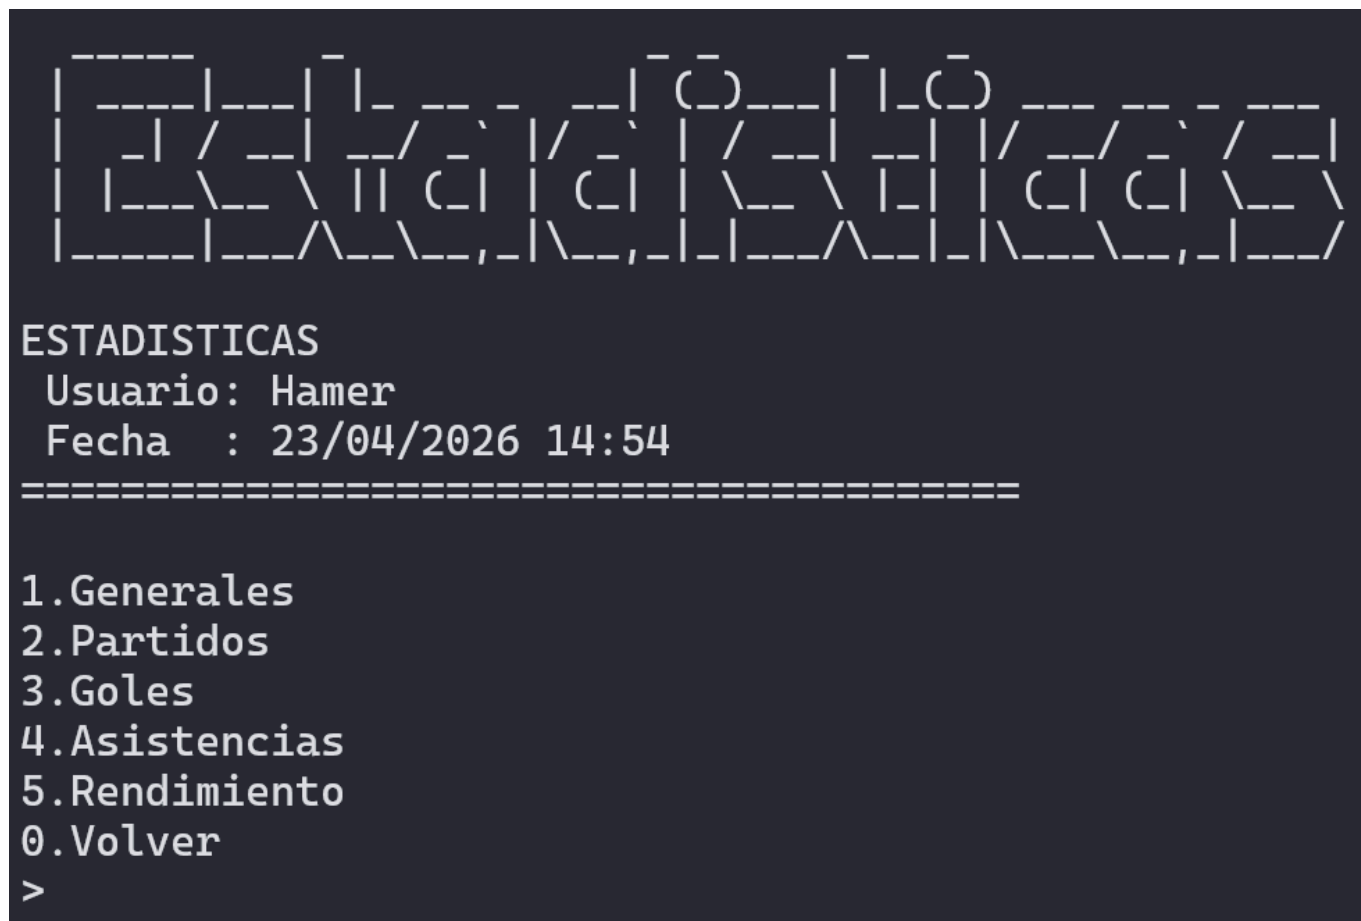 Estadisticas
ESTADISTICAS
Usuario: Hamer
Fecha  : 23/04/2026 14:54
========================================
1.Generales
2.Partidos
3.Goles
4.Asistencias
5.Rendimiento
0.Volver
>